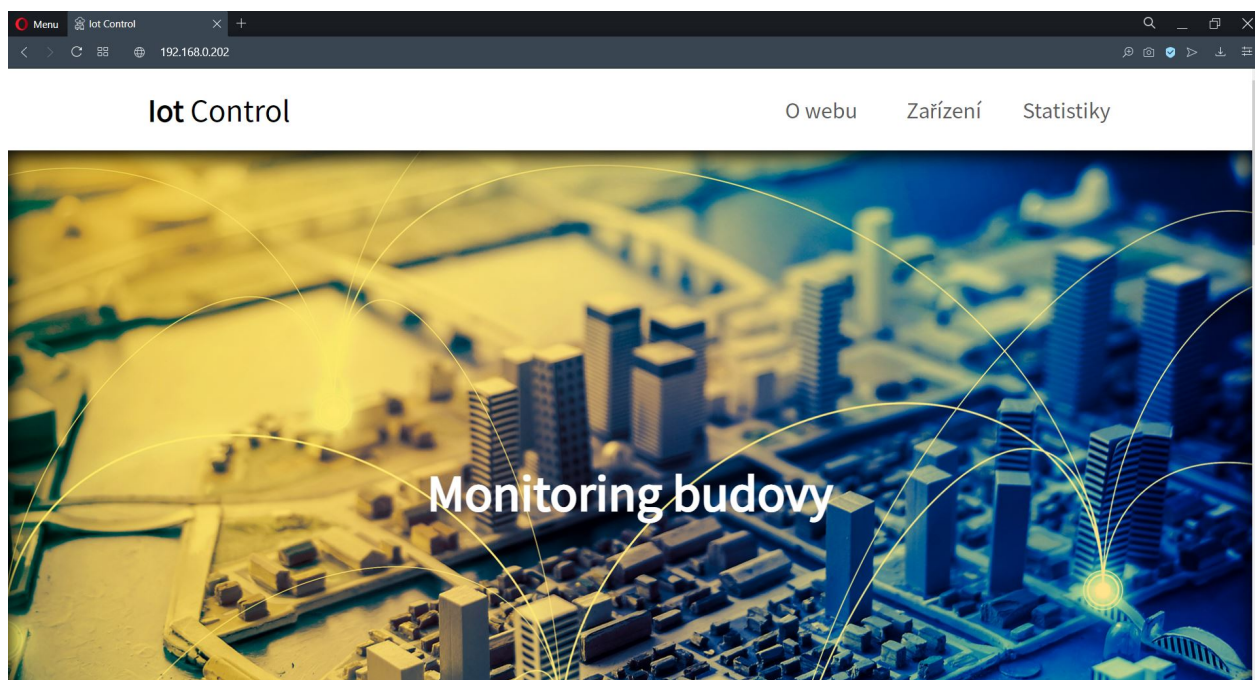 Menu
Iot Control
192.168.0.202
Iot Control
O webu
Zařízení
Statistiky
Monitoring budovy